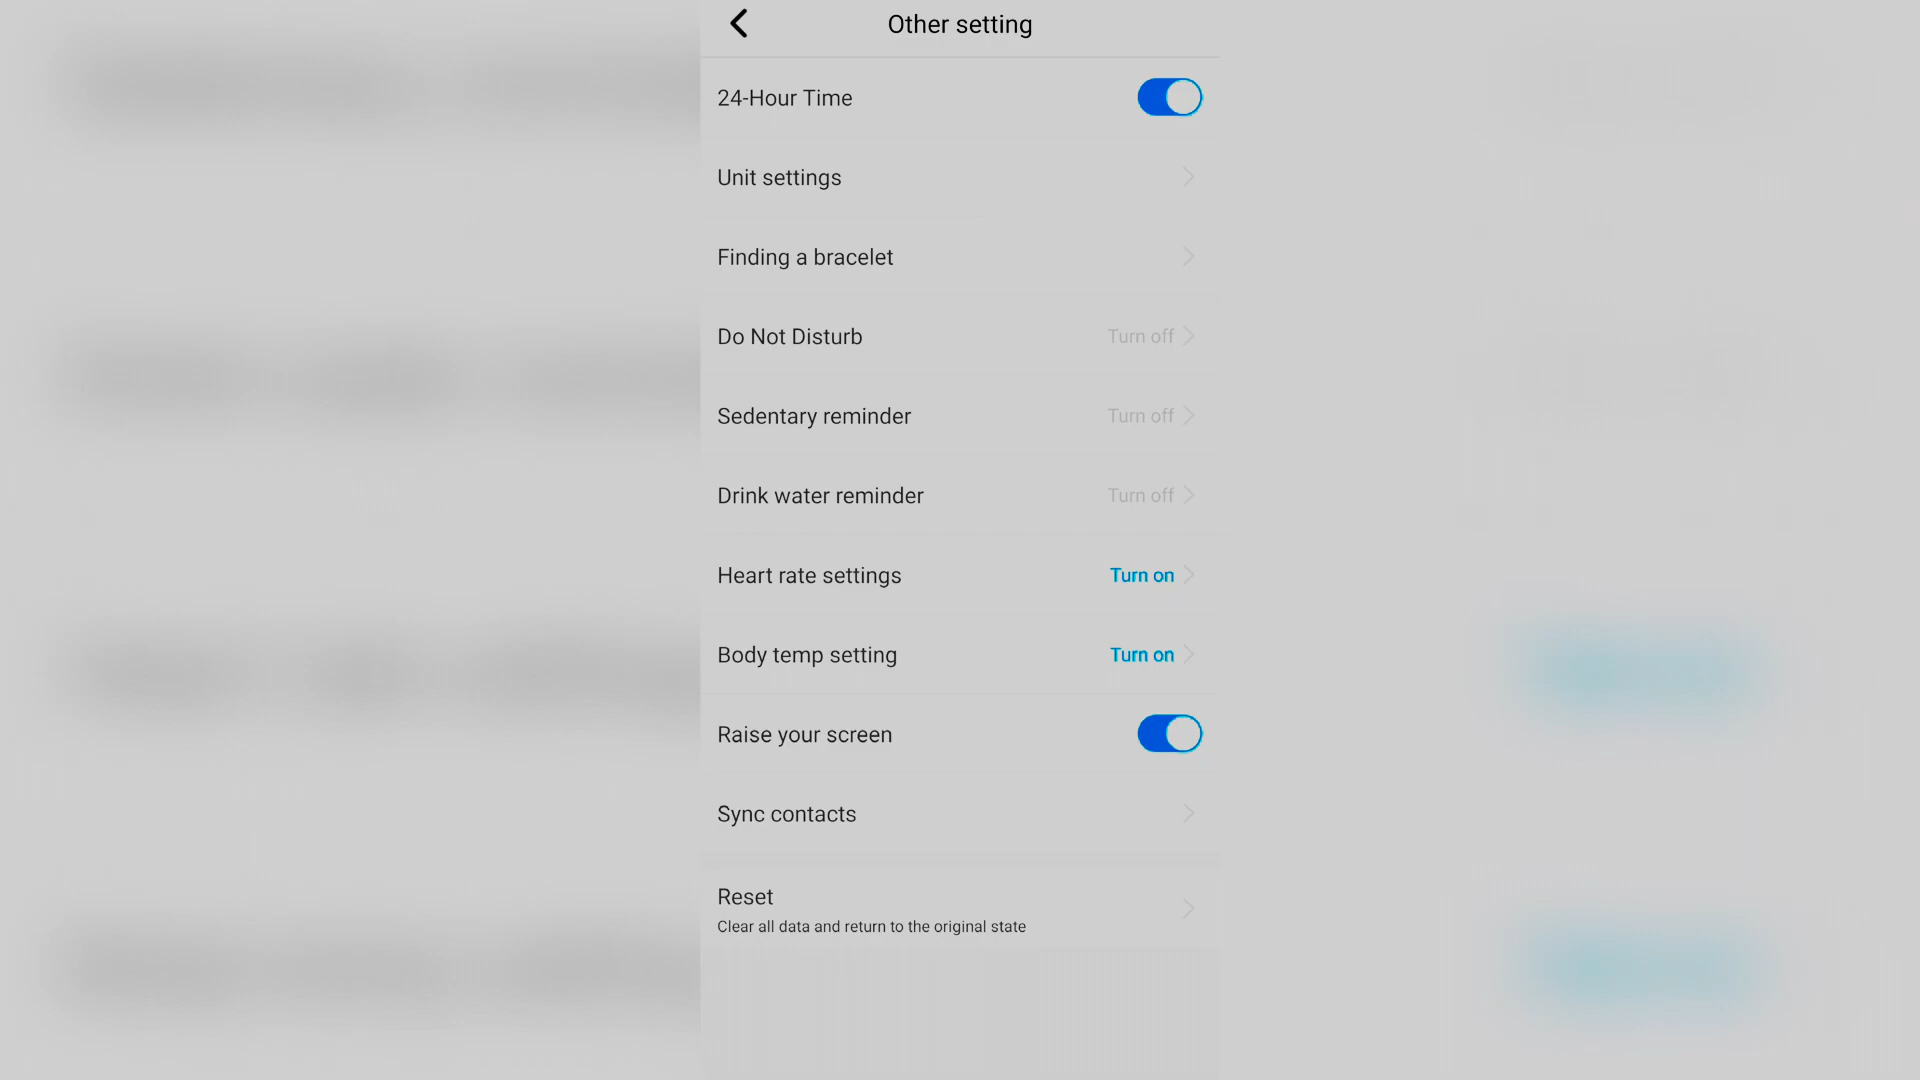 Other setting
24-Hour Time
Unit settings
Finding a bracelet
Do Not Disturb Turn off
Sedentary reminder Turn off
Drink water reminder Turn off
Heart rate settings Turn on
Body temp setting Turn on
Raise your screen
Sync contacts
Reset
Clear all data and return to the original state